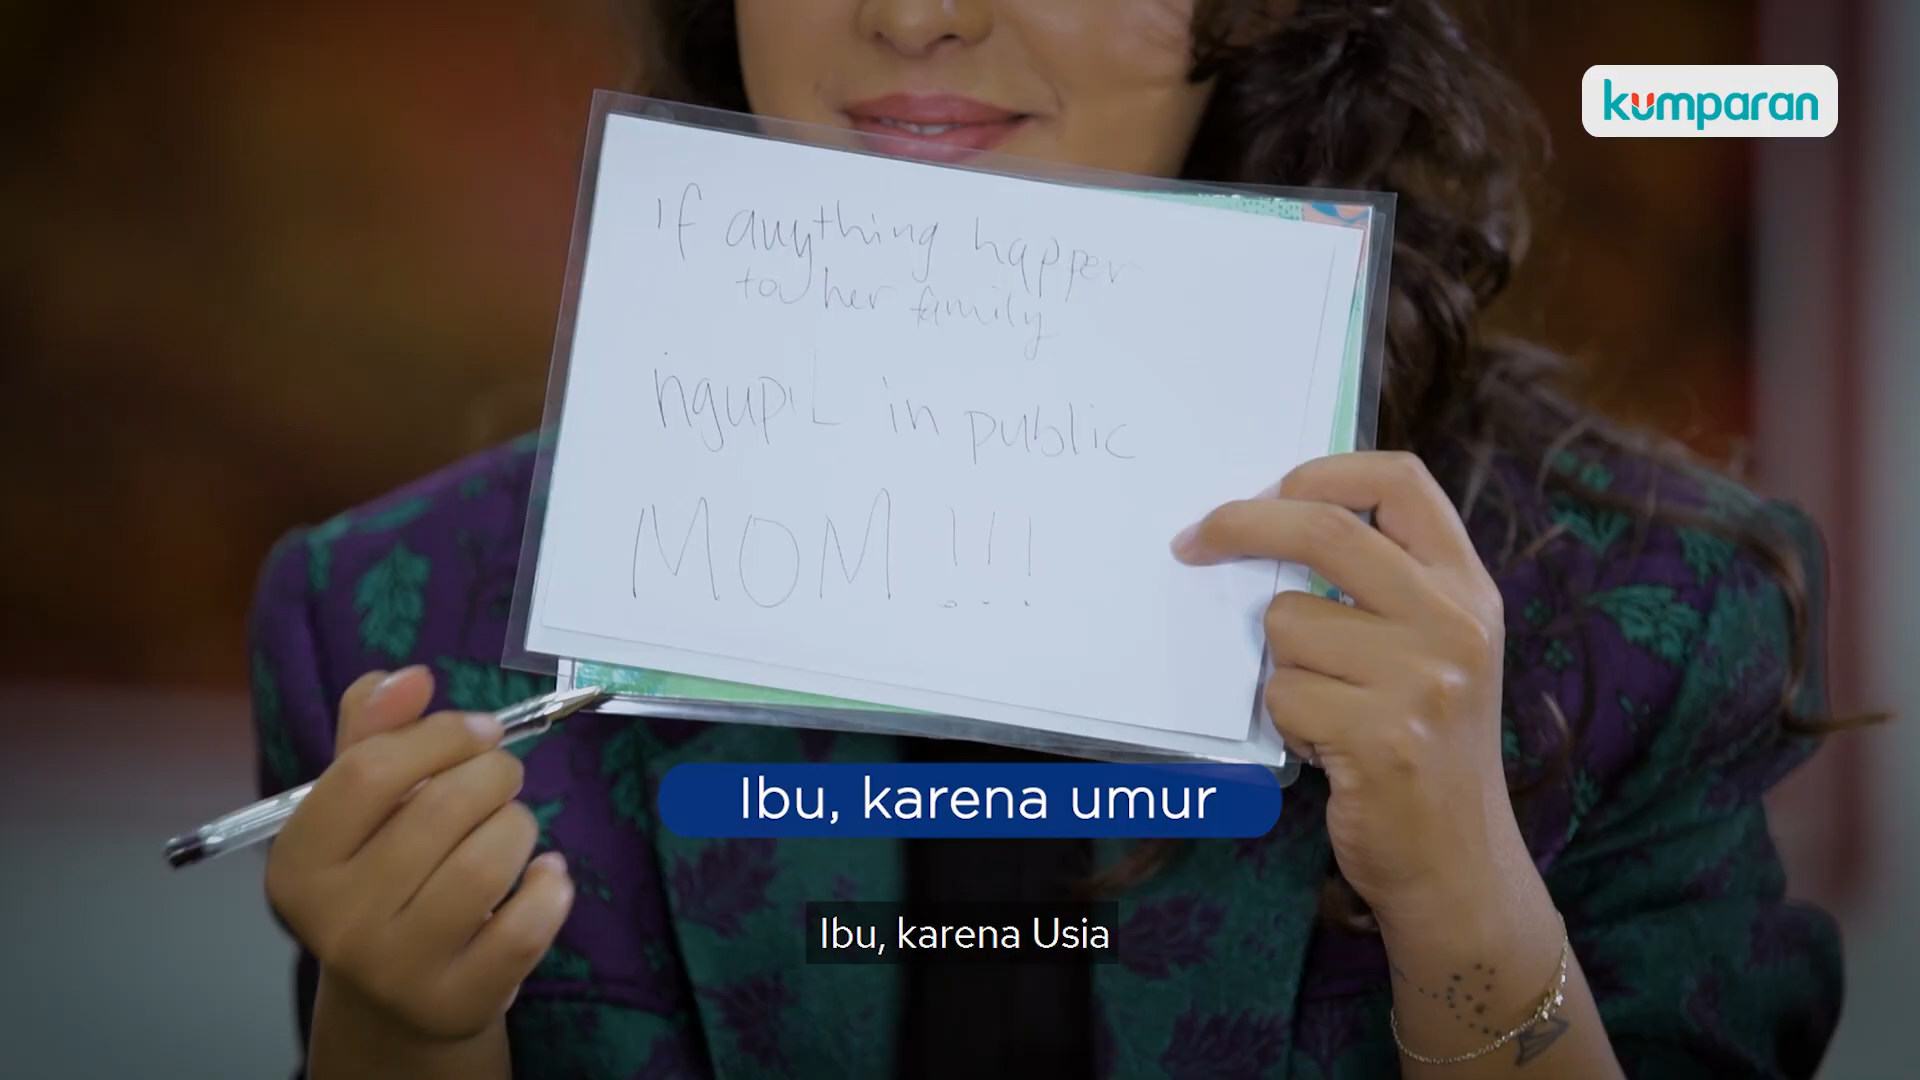 kumparan
If anything happen
to her family
ngupiL in public
MOM !!!
Ibu, karena umur
Ibu, karena Usia